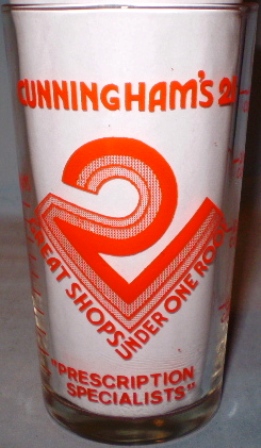 CUNNINGHAM'S 2
2
GREAT SHOPS
UNDER ONE ROOF
"PRESCRIPTION
SPECIALISTS"